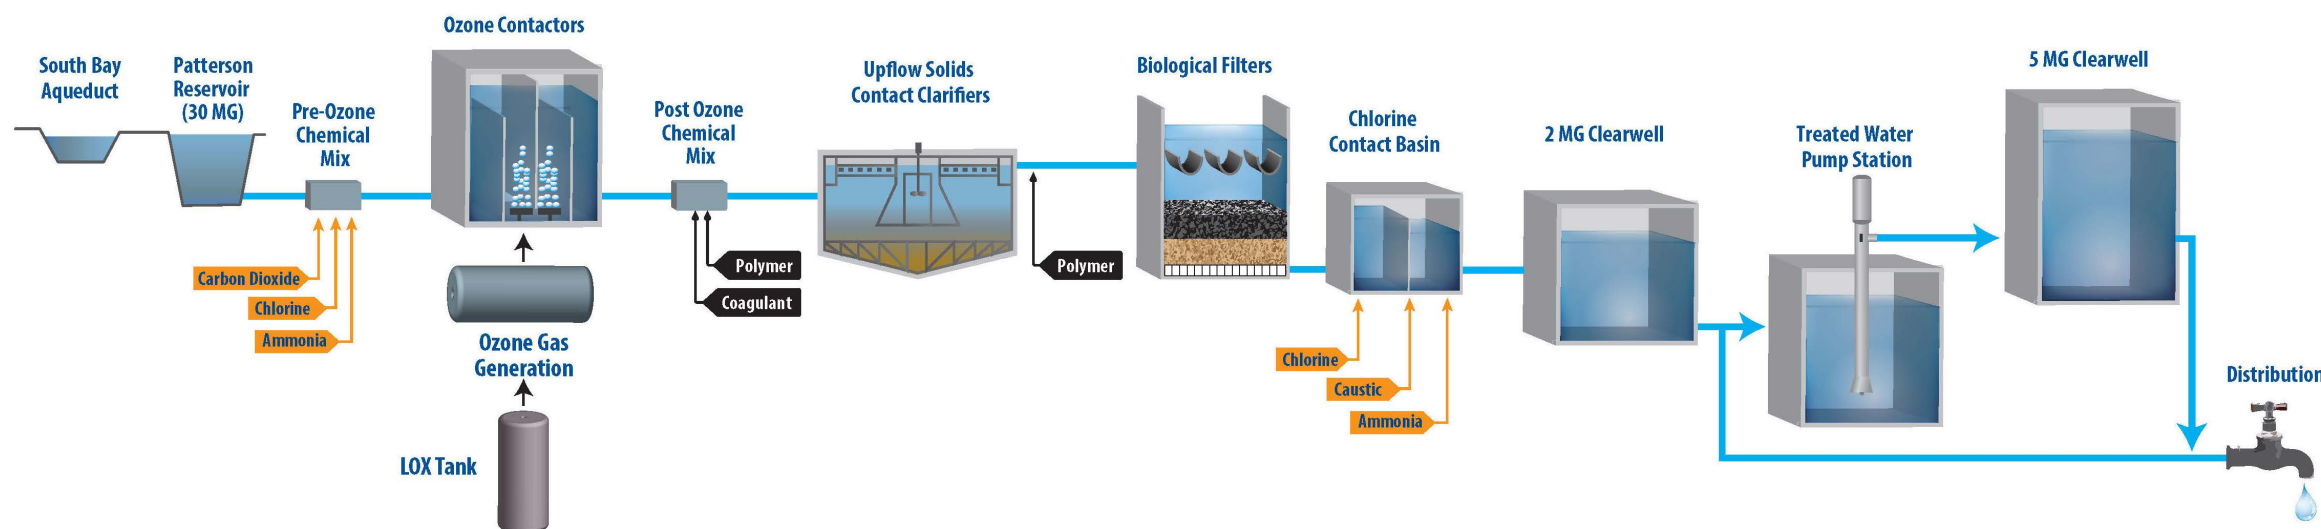 South Bay
Aqueduct
Patterson
Reservoir
(30 MG)
Pre-Ozone
Chemical
Mix
Carbon Dioxide
Chlorine
Ammonia
Ozone Contactors
Ozone Gas
Generation
LOX Tank
Post Ozone
Chemical
Mix
Polymer
Coagulant
Upflow Solids
Contact Clarifiers
Polymer
Biological Filters
Chlorine
Contact Basin
Chlorine
Caustic
Ammonia
2 MG Clearwell
Treated Water
Pump Station
5 MG Clearwell
Distribution